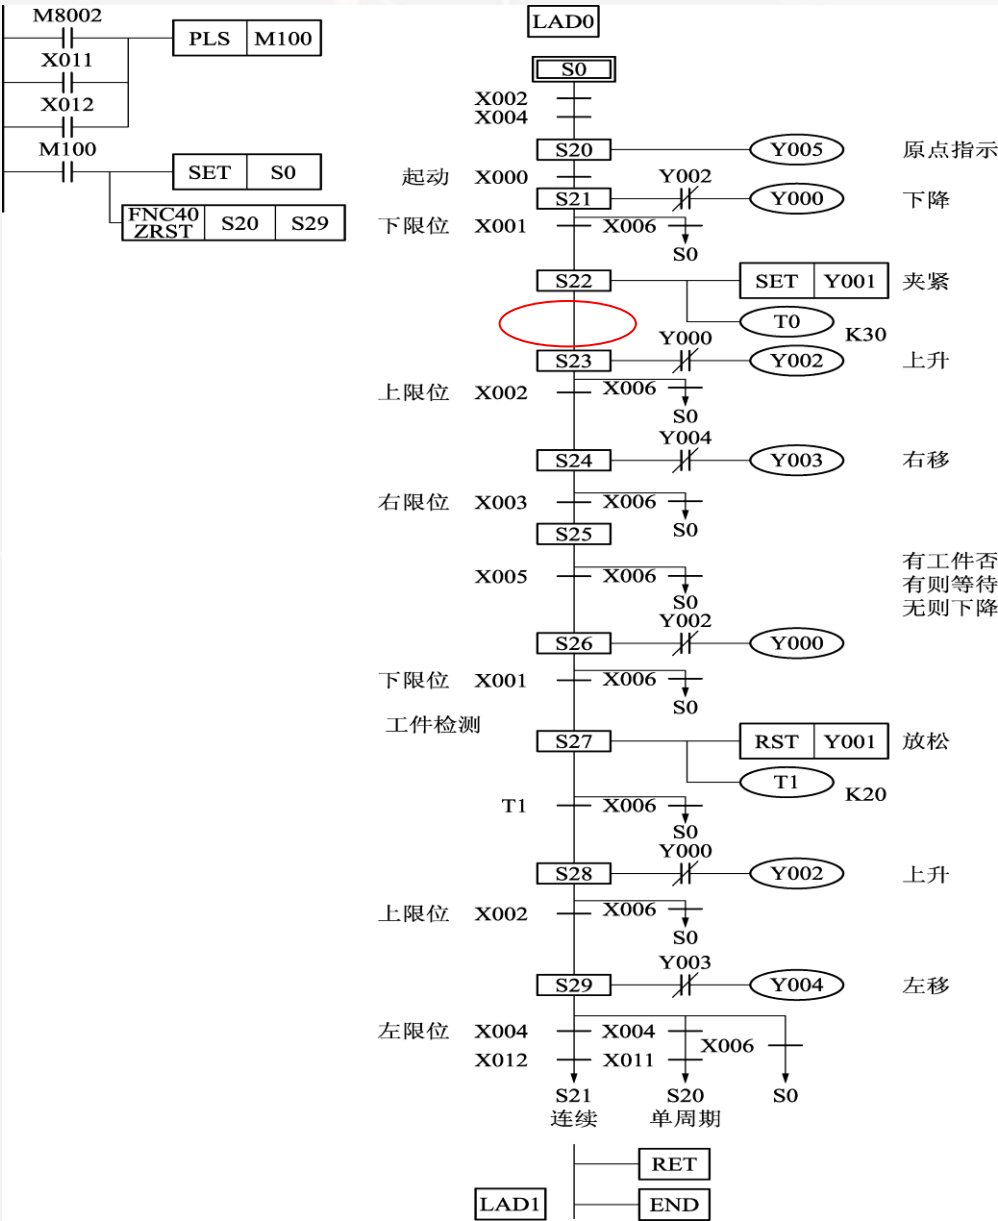 M8002
PLS M100
X011
X012
M100
SET S0
FNC40 ZRST S20 S29
LAD0
S0
X002
X004
S20 Y005 原点指示
起动 X000
S21 Y002 Y000 下降
下限位 X001 X006
S0
S22 SET Y001 夹紧
T0 K30
S23 Y000 Y002 上升
上限位 X002 X006
S0
S24 Y004 Y003 右移
右限位 X003 X006
S0
S25
有工件否
有则等待
无则下降
X005 X006
S0
S26 Y002 Y000
下限位 X001 X006
S0
工件检测
S27 RST Y001 放松
T1 K20
T1 X006
S0
S28 Y000 Y002 上升
上限位 X002 X006
S0
S29 Y003 Y004 左移
左限位 X004 X004 X006
X012 X011
S21 S20 S0
连续 单周期
RET
LAD1 END